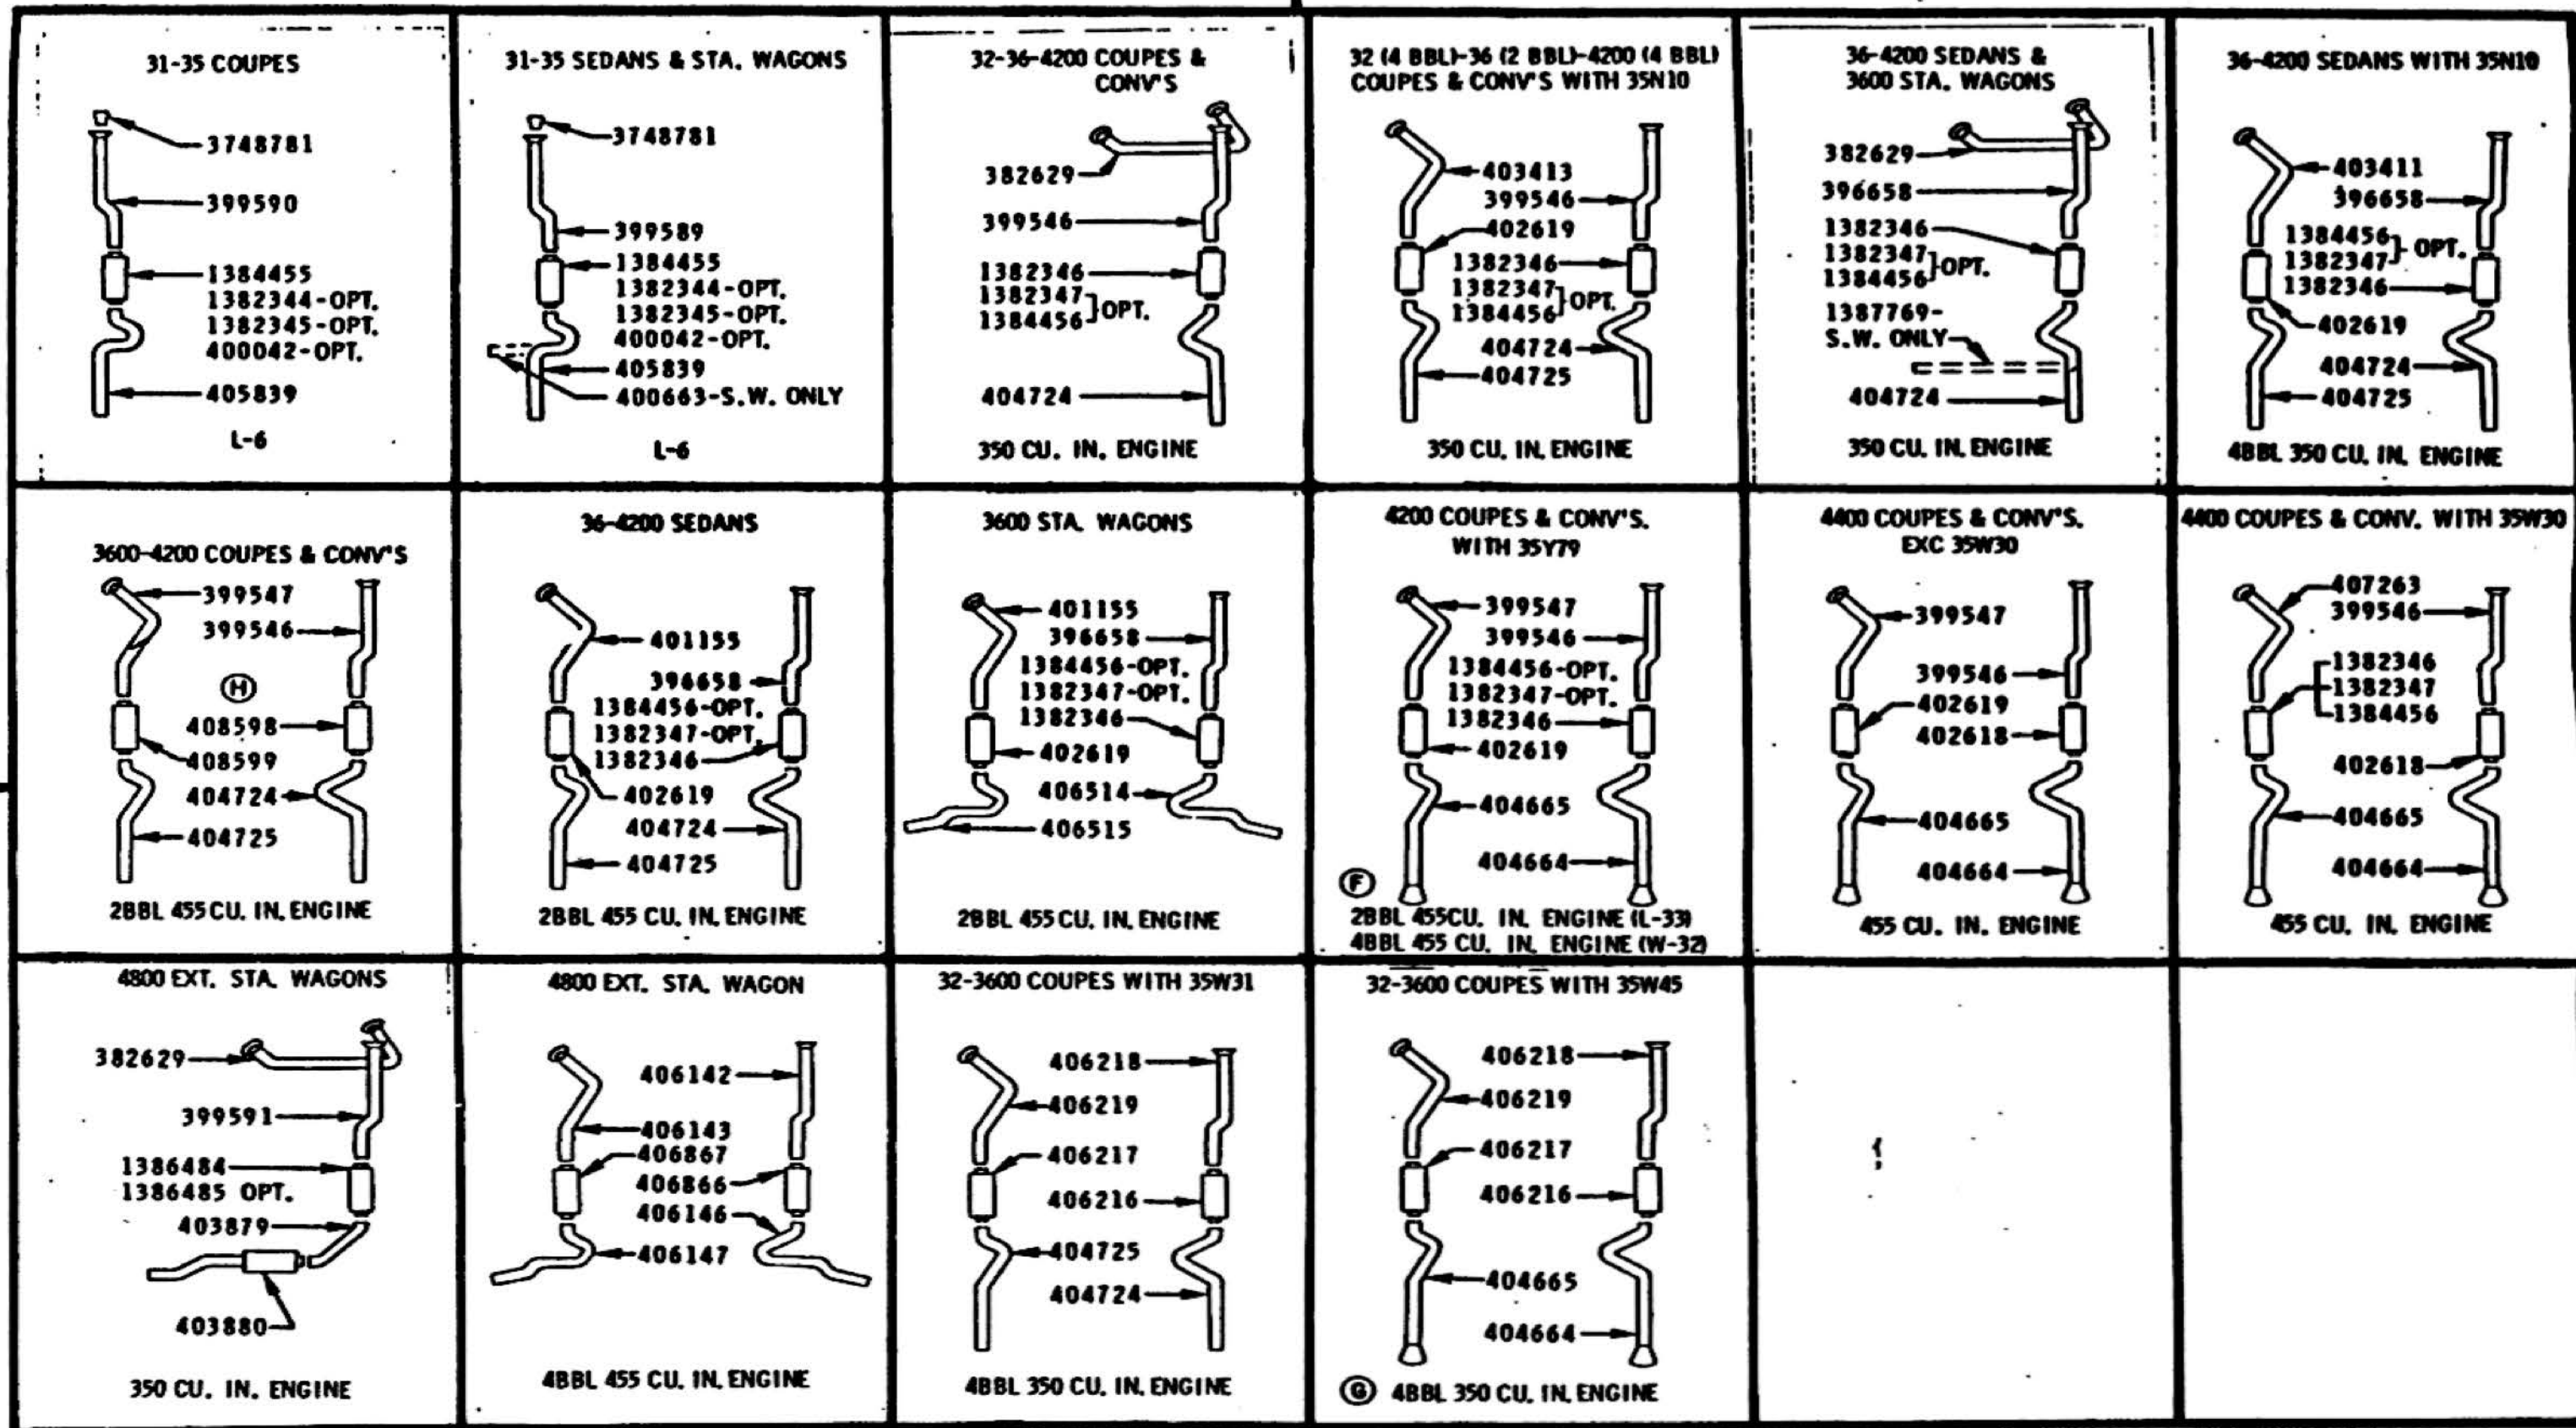 31-35 COUPES
3748781
399590
1384455
1382344-OPT.
1382345-OPT.
400042-OPT.
405839
L-6
31-35 SEDANS & STA. WAGONS
3748781
399589
1384455
1382344-OPT.
1382345-OPT.
400042-OPT.
405839
400663-S.W. ONLY
L-6
32-36-4200 COUPES &
CONV'S
382629
399546
1382346
1382347
1384456 } OPT.
404724
350 CU. IN. ENGINE
32 (4 BBL)-36 (2 BBL)-4200 (4 BBL)
COUPES & CONV'S WITH 35N10
403413
399546
402619
1382346
1382347
1384456 } OPT.
404724
404725
350 CU. IN. ENGINE
36-4200 SEDANS &
3600 STA. WAGONS
382629
396658
1382346
1382347
1384456 } OPT.
1387769-
S.W. ONLY
404724
350 CU. IN. ENGINE
36-4200 SEDANS WITH 35N10
403411
396658
1384456
1382347 } OPT.
1382346
402619
404724
404725
4BBL 350 CU. IN. ENGINE
3600-4200 COUPES & CONV'S
399547
399546
H
408598
408599
404724
404725
2BBL 455 CU. IN. ENGINE
36-4200 SEDANS
401155
396658
1384456-OPT.
1382347-OPT.
1382346
402619
404724
404725
2BBL 455 CU. IN. ENGINE
3600 STA. WAGONS
401155
396658
1384456-OPT.
1382347-OPT.
1382346
402619
406514
406515
2BBL 455 CU. IN. ENGINE
4200 COUPES & CONV'S.
WITH 35Y79
399547
399546
1384456-OPT.
1382347-OPT.
1382346
402619
404665
404664
F
2BBL 455CU. IN. ENGINE (L-33)
4BBL 455 CU. IN. ENGINE (W-32)
4400 COUPES & CONV'S.
EXC 35W30
399547
399546
402619
402618
404665
404664
455 CU. IN. ENGINE
4400 COUPES & CONV. WITH 35W30
407263
399546
1382346
1382347
1384456
402618
404665
404664
455 CU. IN. ENGINE
4800 EXT. STA. WAGONS
382629
399591
1386484
1386485 OPT.
403879
403880
350 CU. IN. ENGINE
4800 EXT. STA. WAGON
406142
406143
406867
406866
406146
406147
4BBL 455 CU. IN. ENGINE
32-3600 COUPES WITH 35W31
406218
406219
406217
406216
404725
404724
4BBL 350 CU. IN. ENGINE
32-3600 COUPES WITH 35W45
406218
406219
406217
406216
404665
404664
G 4BBL 350 CU. IN. ENGINE